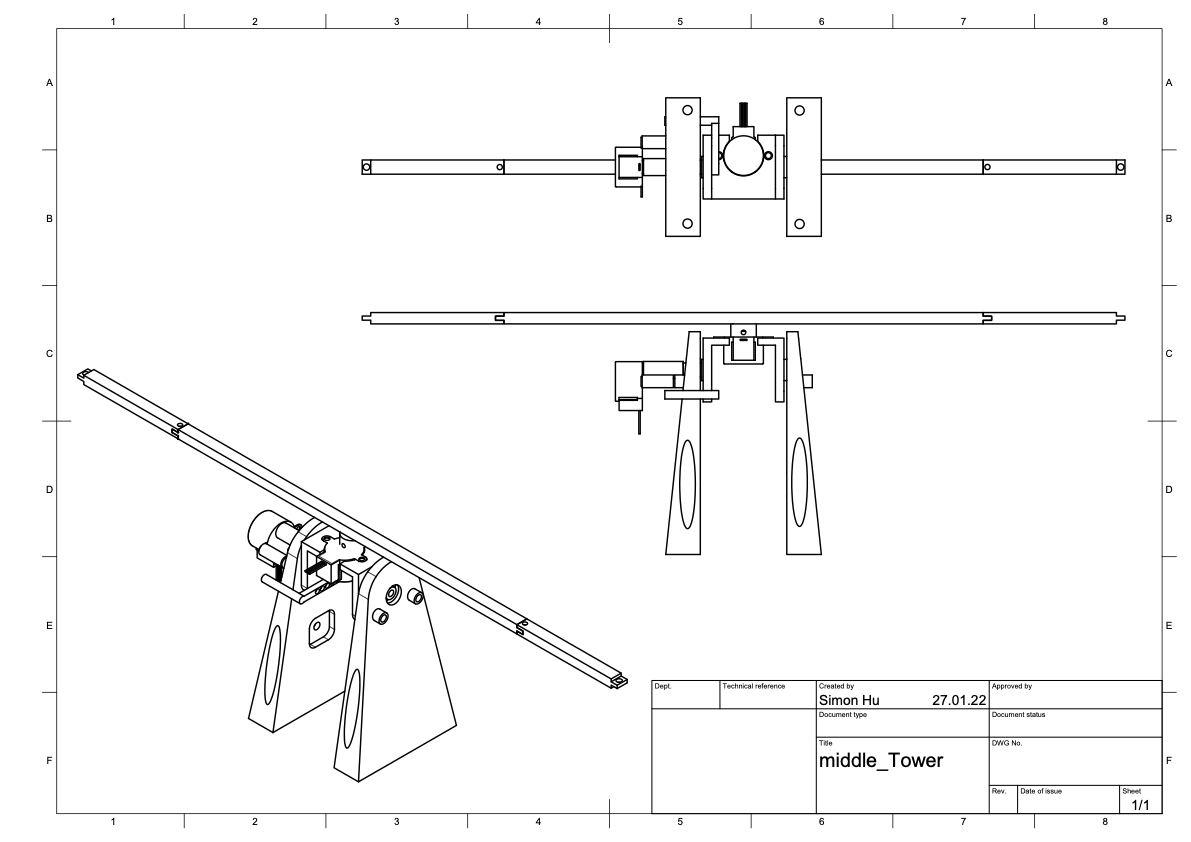 1 2 3 4 5 6 7 8
A A
B B
C C
D D
E E
F F
Dept. Technical reference Created by Approved by
Simon Hu 27.01.22
Document type Document status
Title DWG No.
middle_Tower
Rev. Date of issue Sheet
1/1
1 2 3 4 5 6 7 8